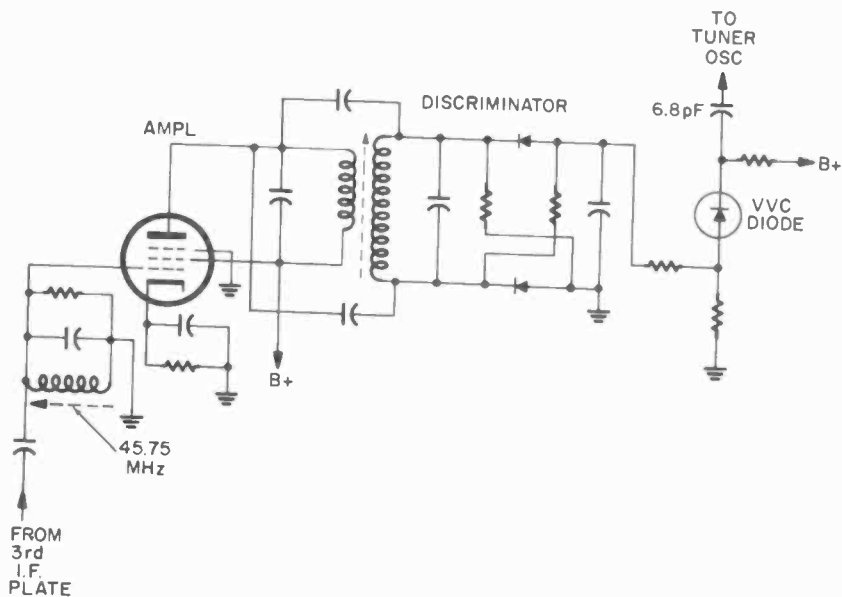 TO
TUNER
OSC
6.8pF
DISCRIMINATOR
AMPL
B+
VVC
DIODE
B+
45.75
MHz
FROM
3rd
I.F.
PLATE